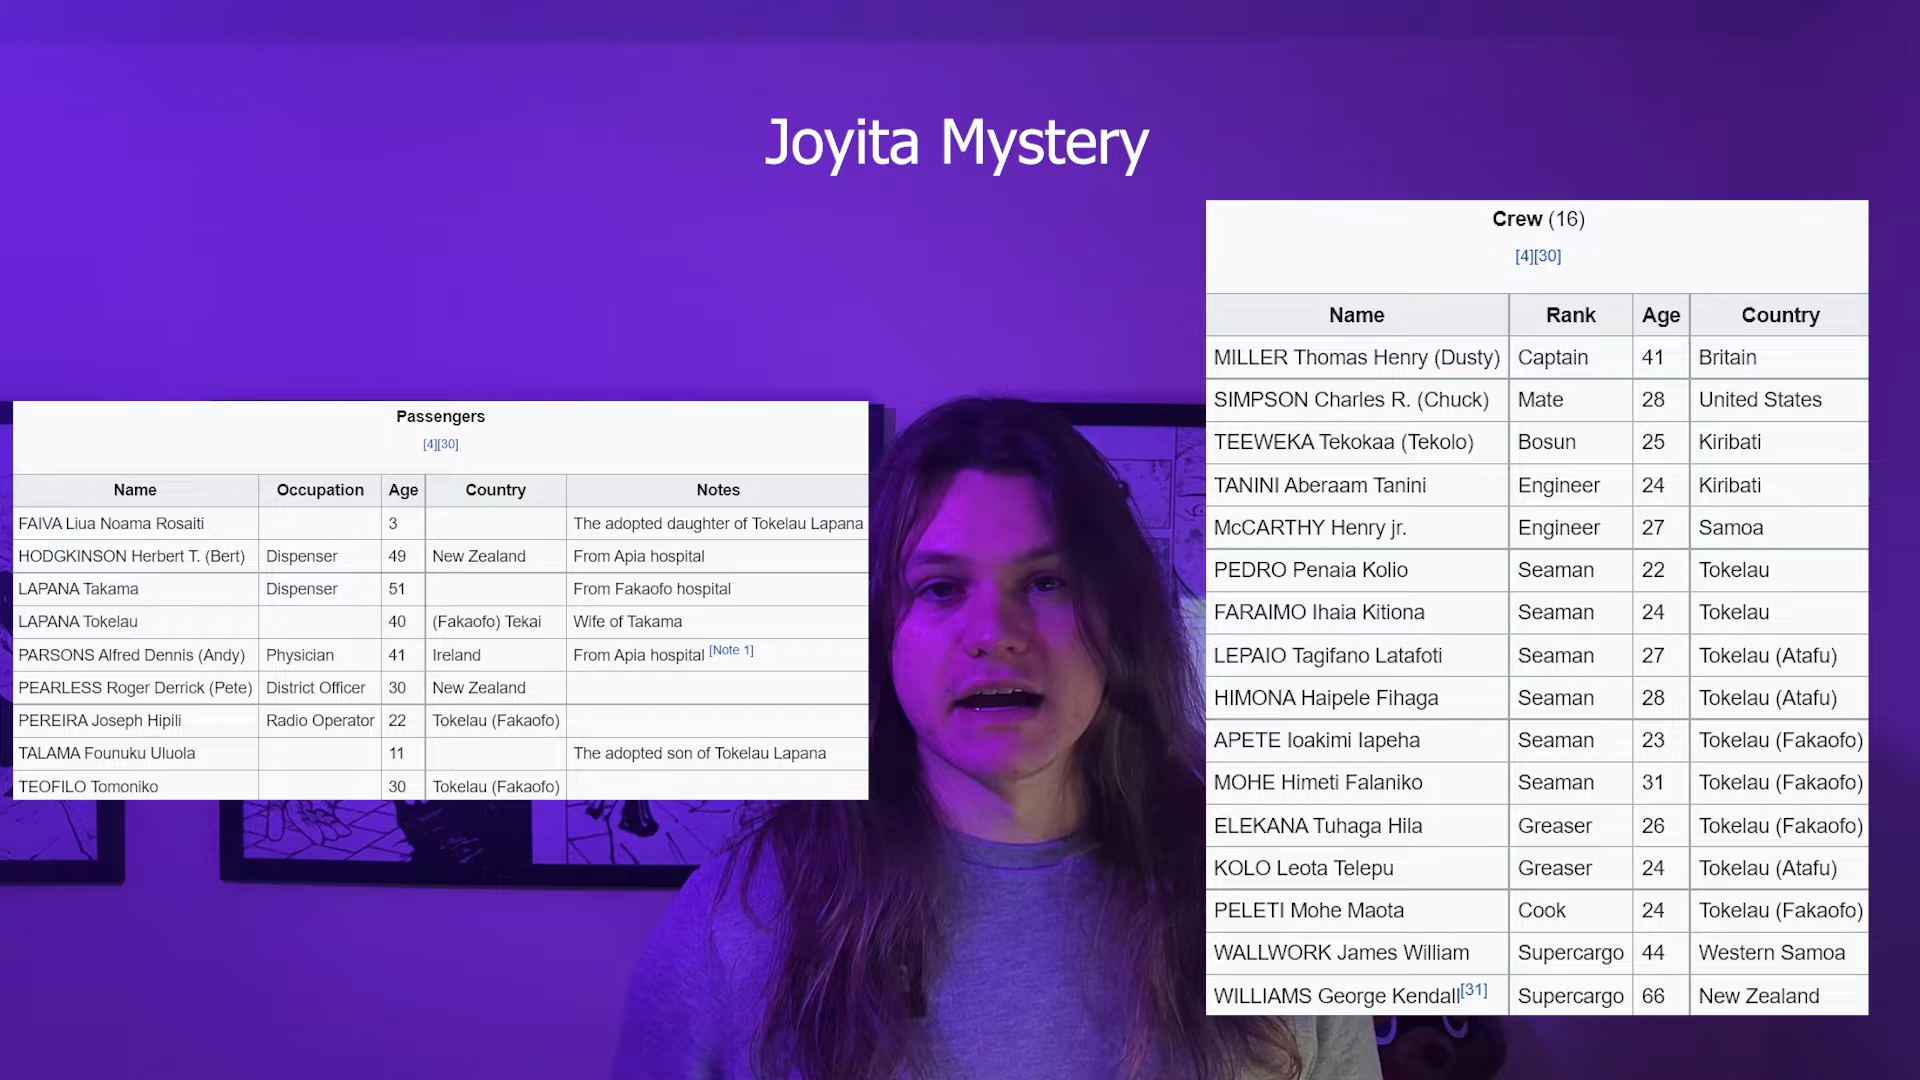 Joyita Mystery
Passengers
[4][30]
Name Occupation Age Country Notes
FAIVA Liua Noama Rosaiti 3 The adopted daughter of Tokelau Lapana
HODGKINSON Herbert T. (Bert) Dispenser 49 New Zealand From Apia hospital
LAPANA Takama Dispenser 51 From Fakaofo hospital
LAPANA Tokelau 40 (Fakaofo) Tekai Wife of Takama
PARSONS Alfred Dennis (Andy) Physician 41 Ireland From Apia hospital [Note 1]
PEARLESS Roger Derrick (Pete) District Officer 30 New Zealand
PEREIRA Joseph Hipili Radio Operator 22 Tokelau (Fakaofo)
TALAMA Founuku Uluola 11 The adopted son of Tokelau Lapana
TEOFILO Tomoniko 30 Tokelau (Fakaofo)
Crew (16)
[4][30]
Name Rank Age Country
MILLER Thomas Henry (Dusty) Captain 41 Britain
SIMPSON Charles R. (Chuck) Mate 28 United States
TEEWEKA Tekokaa (Tekolo) Bosun 25 Kiribati
TANINI Aberaam Tanini Engineer 24 Kiribati
McCARTHY Henry jr. Engineer 27 Samoa
PEDRO Penaia Kolio Seaman 22 Tokelau
FARAIMO Ihaia Kitiona Seaman 24 Tokelau
LEPAIO Tagifano Latafoti Seaman 27 Tokelau (Atafu)
HIMONA Haipele Fihaga Seaman 28 Tokelau (Atafu)
APETE Ioakimi Iapeha Seaman 23 Tokelau (Fakaofo)
MOHE Himeti Falaniko Seaman 31 Tokelau (Fakaofo)
ELEKANA Tuhaga Hila Greaser 26 Tokelau (Fakaofo)
KOLO Leota Telepu Greaser 24 Tokelau (Atafu)
PELETI Mohe Maota Cook 24 Tokelau (Fakaofo)
WALLWORK James William Supercargo 44 Western Samoa
WILLIAMS George Kendall[31] Supercargo 66 New Zealand